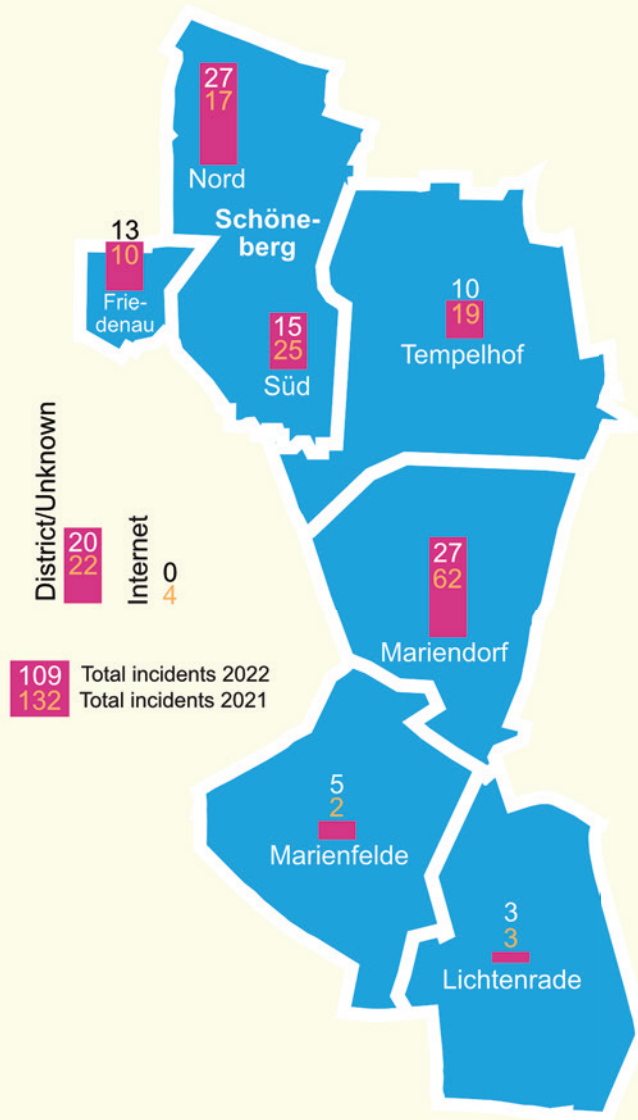 27
17
Nord
Schöne-
berg
13
10
Frie-
denau
15
25
Süd
10
19
Tempelhof
District/Unknown
20
22
Internet
0
4
27
62
Mariendorf
109 Total incidents 2022
132 Total incidents 2021
5
2
Marienfelde
3
3
Lichtenrade